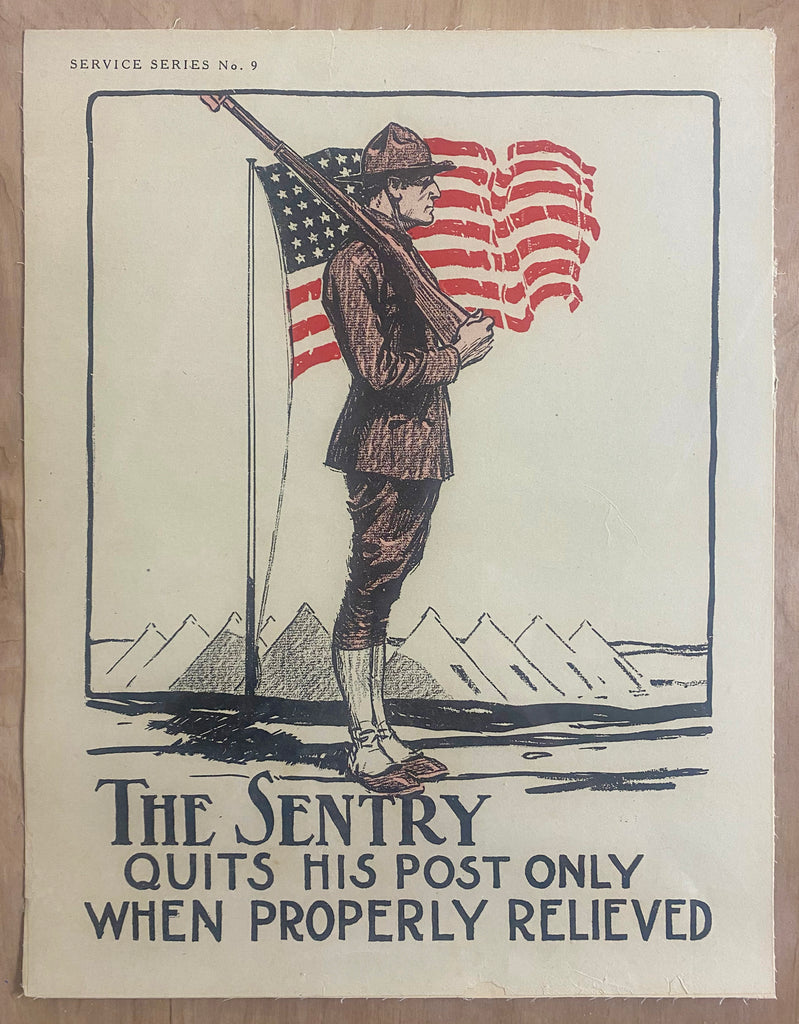 SERVICE SERIES No. 9
THE SENTRY
QUITS HIS POST ONLY
WHEN PROPERLY RELIEVED